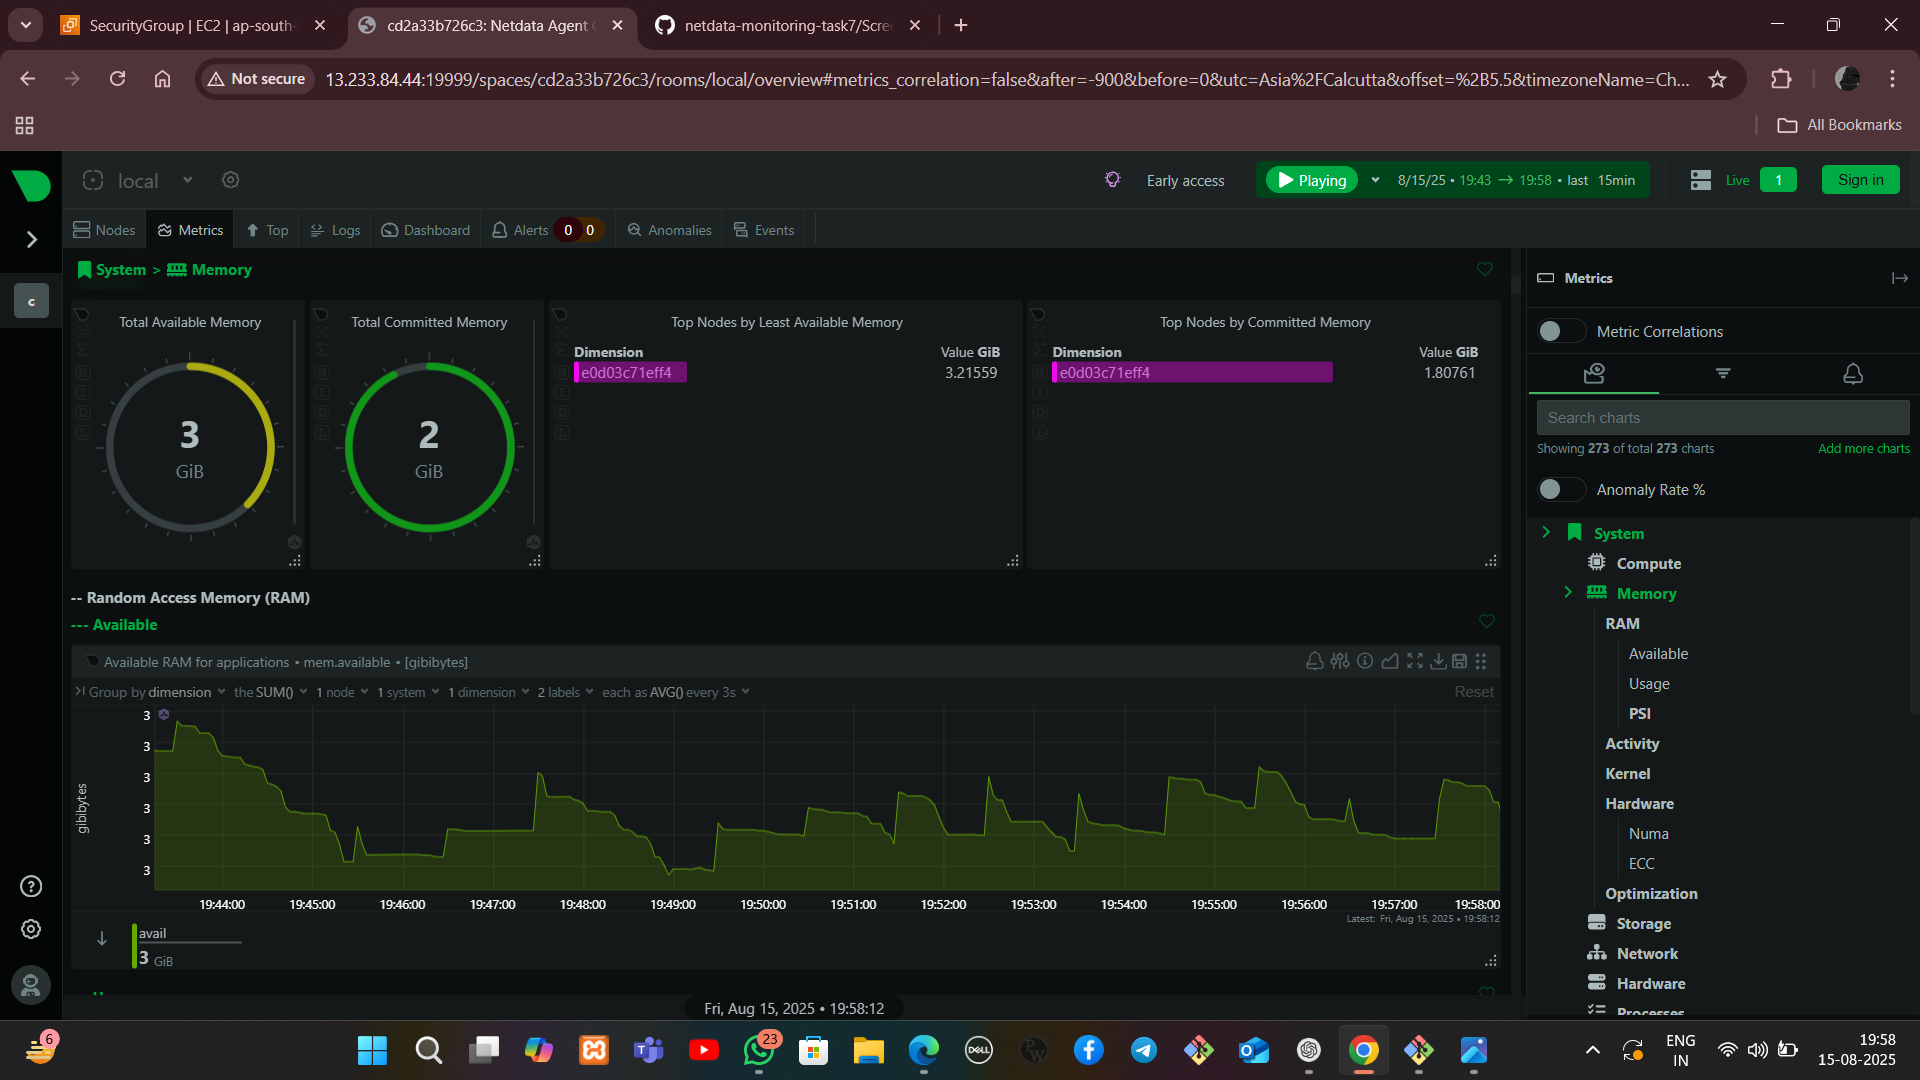 SecurityGroup | EC2 | ap-south-
cd2a33b726c3: Netdata Agent
netdata-monitoring-task7/Scre
Not secure
13.233.84.44:19999/spaces/cd2a33b726c3/rooms/local/overview#metrics_correlation=false&after=-900&before=0&utc=Asia%2FCalcutta&offset=%2B5.5&timezoneName=Ch...
All Bookmarks
local
Early access
Playing
8/15/25 • 19:43 → 19:58 • last 15min
Live
1
Sign in
Nodes
Metrics
Top
Logs
Dashboard
Alerts
0
0
Anomalies
Events
System > Memory
c
Total Available Memory
3
GiB
Total Committed Memory
2
GiB
Top Nodes by Least Available Memory
Dimension Value GiB
e0d03c71eff4 3.21559
Top Nodes by Committed Memory
Dimension Value GiB
e0d03c71eff4 1.80761
-- Random Access Memory (RAM)
--- Available
Available RAM for applications • mem.available • [gibibytes]
Group by dimension the SUM() 1 node 1 system 1 dimension 2 labels each as AVG() every 3s
Reset
3
3
3
3
3
3
gibibytes
19:44:00 19:45:00 19:46:00 19:47:00 19:48:00 19:49:00 19:50:00 19:51:00 19:52:00 19:53:00 19:54:00 19:55:00 19:56:00 19:57:00 19:58:00
Latest: Fri, Aug 15, 2025 • 19:58:12
avail
3 GiB
Fri, Aug 15, 2025 • 19:58:12
Metrics
Metric Correlations
Search charts
Showing 273 of total 273 charts
Add more charts
Anomaly Rate %
System
Compute
Memory
RAM
Available
Usage
PSI
Activity
Kernel
Hardware
Numa
ECC
Optimization
Storage
Network
Hardware
Processes
6
23
DELL
ENG
IN
19:58
15-08-2025